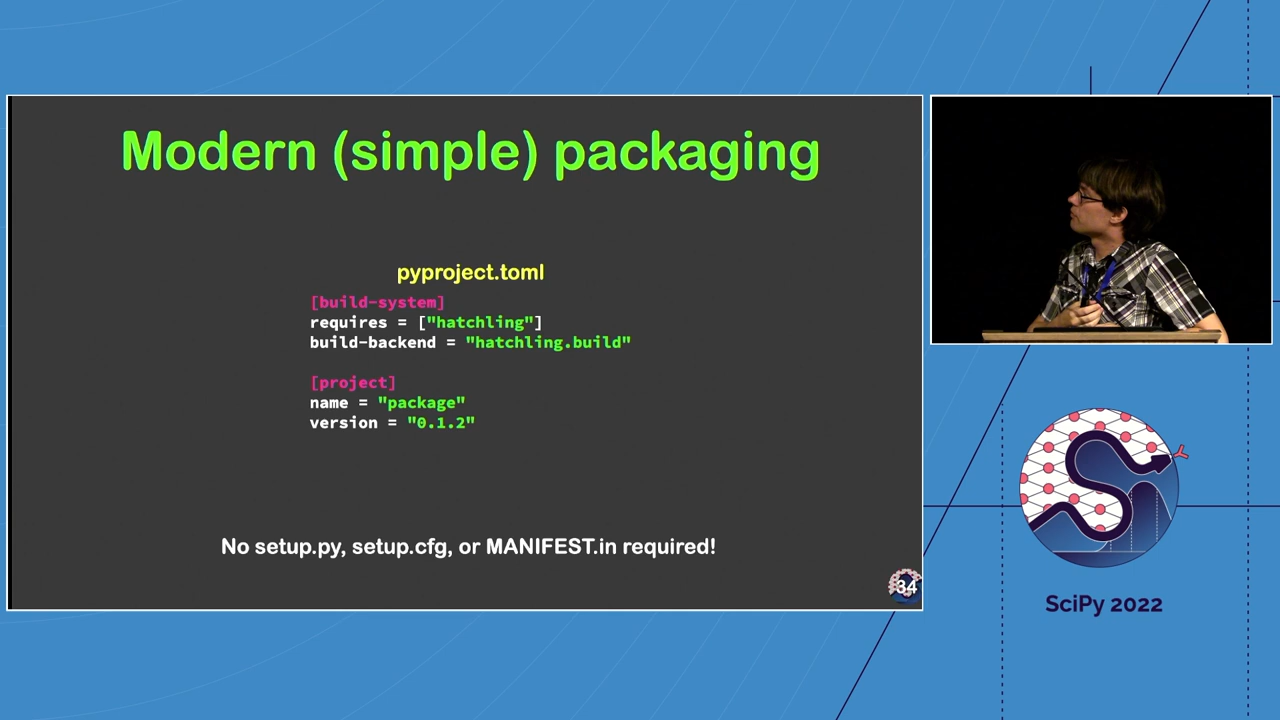 Modern (simple) packaging
pyproject.toml
[build-system]
requires = ["hatchling"]
build-backend = "hatchling.build"
[project]
name = "package"
version = "0.1.2"
No setup.py, setup.cfg, or MANIFEST.in required!
34
SciPy 2022